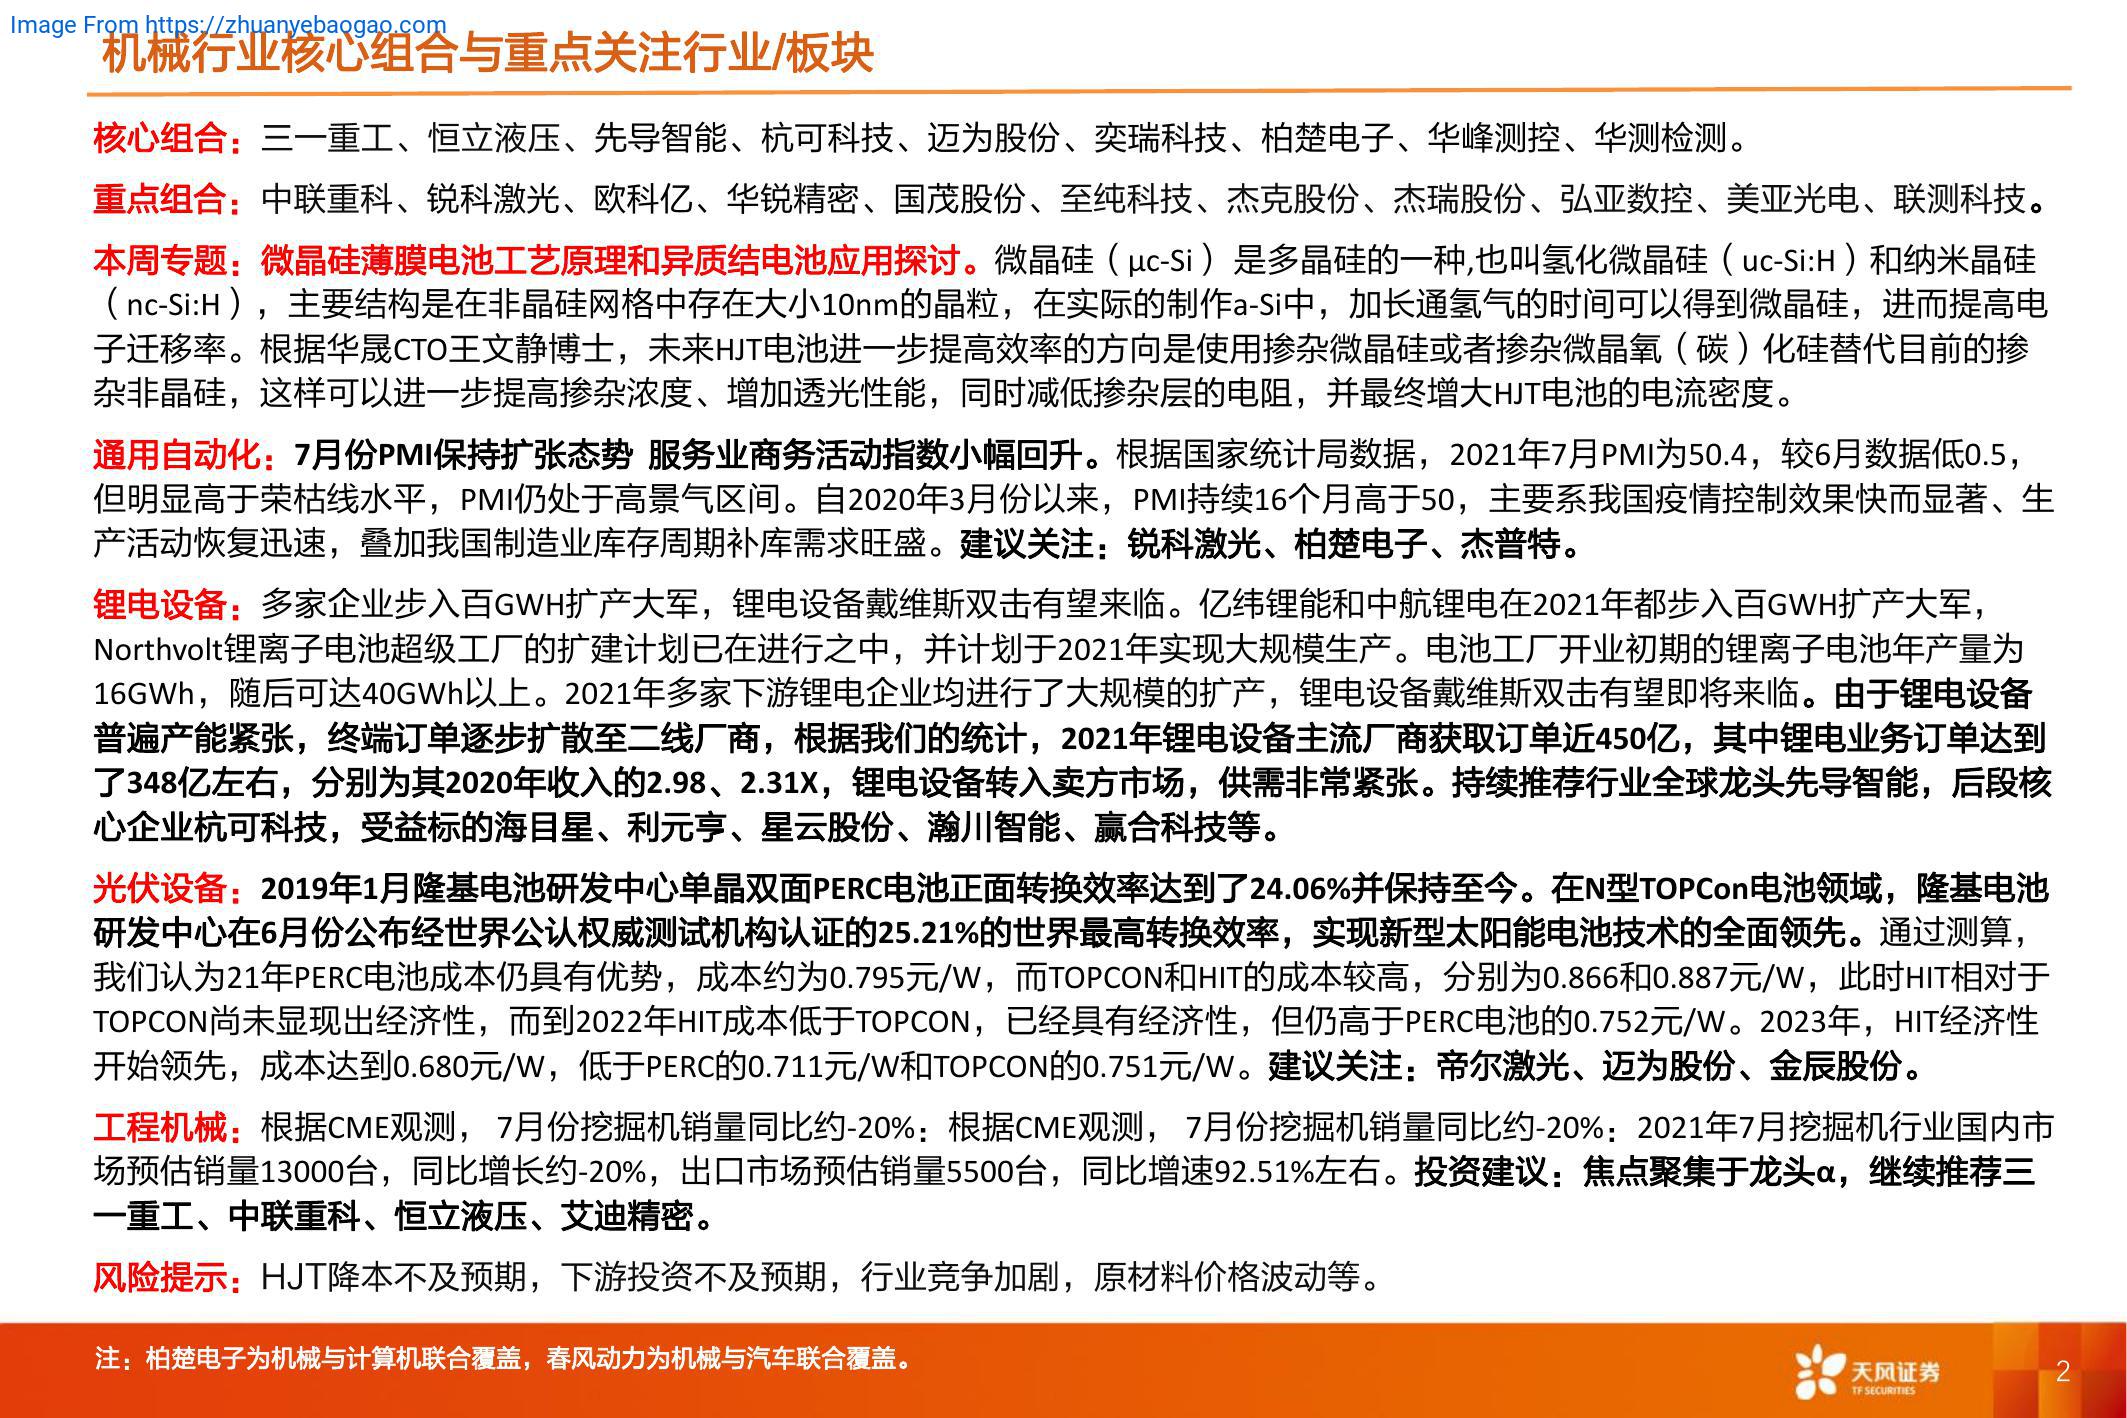 Image From https://zhuanyebaogao.com
机械行业核心组合与重点关注行业/板块
核心组合：三一重工、恒立液压、先导智能、杭可科技、迈为股份、奕瑞科技、柏楚电子、华峰测控、华测检测。
重点组合：中联重科、锐科激光、欧科亿、华锐精密、国茂股份、至纯科技、杰克股份、杰瑞股份、弘亚数控、美亚光电、联测科技。
本周专题：微晶硅薄膜电池工艺原理和异质结电池应用探讨。微晶硅（μc-Si） 是多晶硅的一种,也叫氢化微晶硅（uc-Si:H）和纳米晶硅
（nc-Si:H），主要结构是在非晶硅网格中存在大小10nm的晶粒，在实际的制作a-Si中，加长通氢气的时间可以得到微晶硅，进而提高电
子迁移率。根据华晟CTO王文静博士，未来HJT电池进一步提高效率的方向是使用掺杂微晶硅或者掺杂微晶氧（碳）化硅替代目前的掺
杂非晶硅，这样可以进一步提高掺杂浓度、增加透光性能，同时减低掺杂层的电阻，并最终增大HJT电池的电流密度。
通用自动化：7月份PMI保持扩张态势 服务业商务活动指数小幅回升。根据国家统计局数据，2021年7月PMI为50.4，较6月数据低0.5，
但明显高于荣枯线水平，PMI仍处于高景气区间。自2020年3月份以来，PMI持续16个月高于50，主要系我国疫情控制效果快而显著、生
产活动恢复迅速，叠加我国制造业库存周期补库需求旺盛。建议关注：锐科激光、柏楚电子、杰普特。
锂电设备：多家企业步入百GWH扩产大军，锂电设备戴维斯双击有望来临。亿纬锂能和中航锂电在2021年都步入百GWH扩产大军，
Northvolt锂离子电池超级工厂的扩建计划已在进行之中，并计划于2021年实现大规模生产。电池工厂开业初期的锂离子电池年产量为
16GWh，随后可达40GWh以上。2021年多家下游锂电企业均进行了大规模的扩产，锂电设备戴维斯双击有望即将来临。由于锂电设备
普遍产能紧张，终端订单逐步扩散至二线厂商，根据我们的统计，2021年锂电设备主流厂商获取订单近450亿，其中锂电业务订单达到
了348亿左右，分别为其2020年收入的2.98、2.31X，锂电设备转入卖方市场，供需非常紧张。持续推荐行业全球龙头先导智能，后段核
心企业杭可科技，受益标的海目星、利元亨、星云股份、瀚川智能、赢合科技等。
光伏设备：2019年1月隆基电池研发中心单晶双面PERC电池正面转换效率达到了24.06%并保持至今。在N型TOPCon电池领域，隆基电池
研发中心在6月份公布经世界公认权威测试机构认证的25.21%的世界最高转换效率，实现新型太阳能电池技术的全面领先。通过测算，
我们认为21年PERC电池成本仍具有优势，成本约为0.795元/W，而TOPCON和HIT的成本较高，分别为0.866和0.887元/W，此时HIT相对于
TOPCON尚未显现出经济性，而到2022年HIT成本低于TOPCON，已经具有经济性，但仍高于PERC电池的0.752元/W。2023年，HIT经济性
开始领先，成本达到0.680元/W，低于PERC的0.711元/W和TOPCON的0.751元/W。建议关注：帝尔激光、迈为股份、金辰股份。
工程机械：根据CME观测， 7月份挖掘机销量同比约-20%：根据CME观测， 7月份挖掘机销量同比约-20%：2021年7月挖掘机行业国内市
场预估销量13000台，同比增长约-20%，出口市场预估销量5500台，同比增速92.51%左右。投资建议：焦点聚集于龙头α，继续推荐三
一重工、中联重科、恒立液压、艾迪精密。
风险提示：HJT降本不及预期，下游投资不及预期，行业竞争加剧，原材料价格波动等。
注：柏楚电子为机械与计算机联合覆盖，春风动力为机械与汽车联合覆盖。
天风证券
TF SECURITIES
2